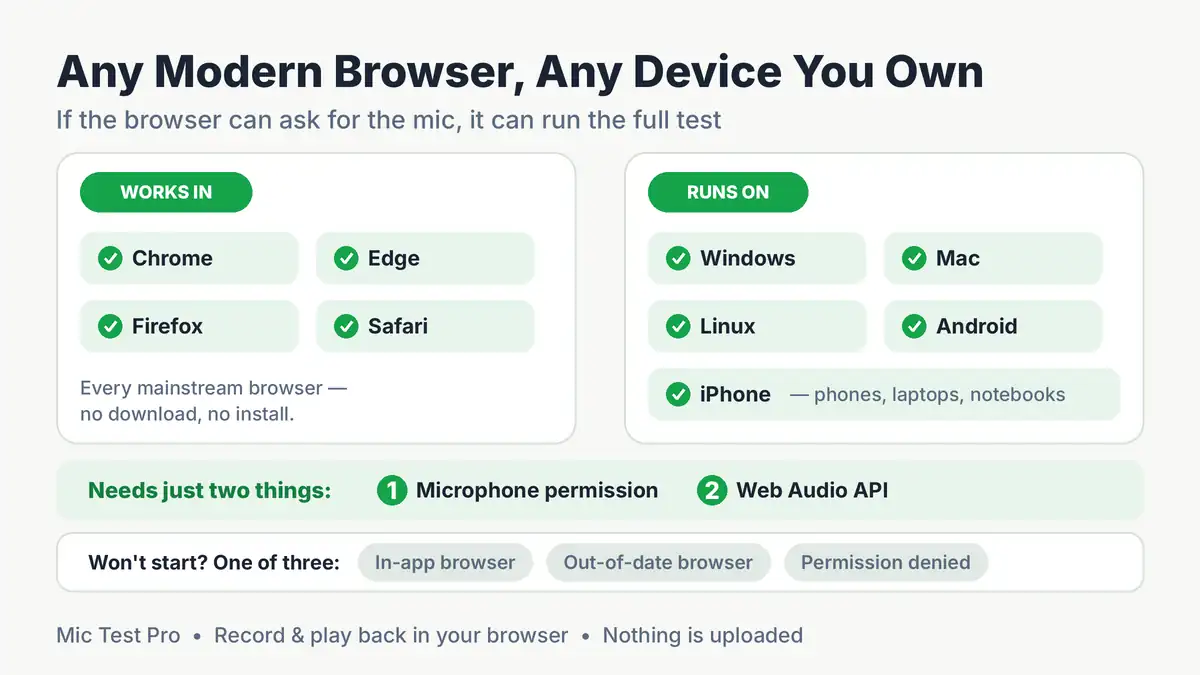 Any Modern Browser, Any Device You Own
If the browser can ask for the mic, it can run the full test
WORKS IN
Chrome
Edge
Firefox
Safari
Every mainstream browser —
no download, no install.
RUNS ON
Windows
Mac
Linux
Android
iPhone — phones, laptops, notebooks
Needs just two things: 1 Microphone permission 2 Web Audio API
Won't start? One of three: In-app browser Out-of-date browser Permission denied
Mic Test Pro • Record & play back in your browser • Nothing is uploaded